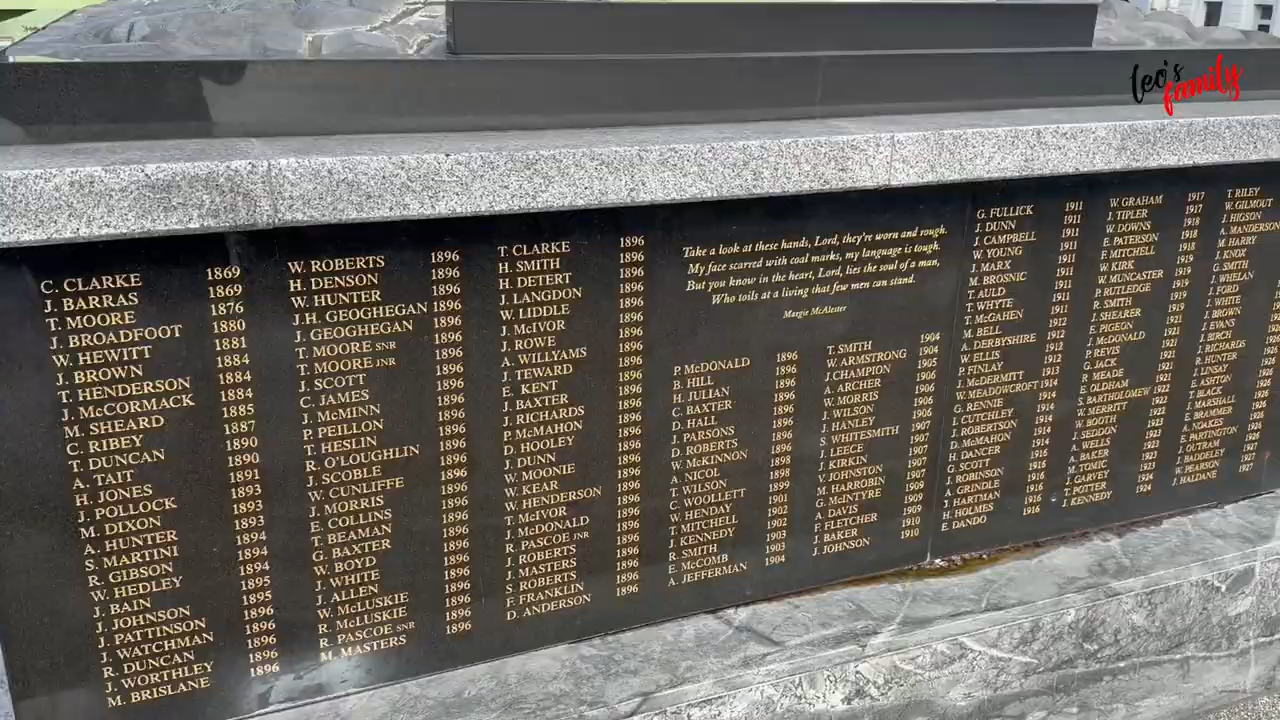 Take a look at these hands, Lord, they're worn and rough.
My face scarred with coal marks, my language is tough.
But you know in the heart, Lord, lies the soul of a man,
Who toils at a living that few men can stand.
Margie McAlester
C. CLARKE 1869
J. BARRAS 1869
T. MOORE 1876
J. BROADFOOT 1880
W. HEWITT 1881
J. BROWN 1884
T. HENDERSON 1884
J. McCORMACK 1884
M. SHEARD 1885
C. RIBEY 1887
T. DUNCAN 1890
A. TAIT 1890
H. JONES 1891
J. POLLOCK 1893
M. DIXON 1893
A. HUNTER 1893
S. MARTINI 1894
R. GIBSON 1894
W. HEDLEY 1894
J. BAIN 1895
J. JOHNSON 1895
J. PATTINSON 1896
J. WATCHMAN 1896
R. DUNCAN 1896
J. WORTHLEY 1896
M. BRISLANE 1896
W. ROBERTS 1896
H. DENSON 1896
W. HUNTER 1896
J.H. GEOGHEGAN 1896
J. GEOGHEGAN 1896
T. MOORE SNR 1896
T. MOORE JNR 1896
J. SCOTT 1896
C. JAMES 1896
J. McMINN 1896
P. PEILLON 1896
T. HESLIN 1896
R. O'LOUGHLIN 1896
J. SCOBLE 1896
W. CUNLIFFE 1896
J. MORRIS 1896
E. COLLINS 1896
T. BEAMAN 1896
G. BAXTER 1896
W. BOYD 1896
J. WHITE 1896
J. ALLEN 1896
W. McLUSKIE 1896
R. McLUSKIE 1896
R. PASCOE SNR 1896
M. MASTERS 1896
T. CLARKE 1896
H. SMITH 1896
H. DETERT 1896
J. LANGDON 1896
W. LIDDLE 1896
J. McIVOR 1896
J. ROWE 1896
A. WILLYAMS 1896
J. TEWARD 1896
E. KENT 1896
J. BAXTER 1896
J. RICHARDS 1896
P. McMAHON 1896
D. HOOLEY 1896
J. DUNN 1896
W. MOONIE 1896
W. KEAR 1896
W. HENDERSON 1896
T. McIVOR 1896
J. McDONALD 1896
R. PASCOE JNR 1896
J. ROBERTS 1896
J. MASTERS 1896
S. ROBERTS 1896
F. FRANKLIN 1896
D. ANDERSON 1896
P. McDONALD 1896
B. HILL 1896
H. JULIAN 1896
C. BAXTER 1896
D. HALL 1896
J. PARSONS 1896
D. ROBERTS 1896
W. McKINNON 1896
A. NICOL 1898
T. WILSON 1898
C. WOOLLETT 1899
W. HENDAY 1901
T. MITCHELL 1902
J. KENNEDY 1902
R. SMITH 1903
E. McCOMB 1903
A. JEFFERMAN 1904
T. SMITH 1904
W. ARMSTRONG 1904
J. CHAMPION 1905
A. ARCHER 1906
W. MORRIS 1906
J. WILSON 1906
J. HANLEY 1906
S. WHITESMITH 1907
J. LEECE 1907
J. KIRKIN 1907
V. JOHNSTON 1907
M. HARROBIN 1907
G. McINTYRE 1909
A. DAVIS 1909
P. FLETCHER 1909
J. BAKER 1910
J. JOHNSON 1910
G. FULLICK 1911
J. DUNN 1911
J. CAMPBELL 1911
W. YOUNG 1911
J. MARX 1911
M. BROSNIC 1911
T. AULD 1911
T. WHYTE 1911
T. McGAHEN 1911
M. BELL 1912
A. DERBYSHIRE 1912
W. ELLIS 1912
P. FINLAY 1912
J. McDERMITT 1913
W. MEADOWCROFT 1914
G. RENNIE 1914
J. CUTCHLEY 1914
J. ROBERTSON 1914
D. McMAHON 1914
H. DANCER
G. SCOTT 1916
J. ROBINSON 1916
A. GRINDLE 1916
T. HARTMAN 1916
H. HOLMES 1916
E. DANDO
W. GRAHAM 1917
J. TIPLER 1917
W. DOWNS 1917
E. PATERSON 1918
F. MITCHELL 1918
W. KIRK 1919
W. MUNCASTER 1919
P. RUTLEDGE 1919
R. SMITH 1919
J. SHEARER
E. PIGEON
J. McDONALD 1921
P. REVIS 1921
G. JACK 1921
R. MEADE 1921
E. OLDHAM
S. BARTHOLOMEW 1922
W. MERRITT 1922
W. BOOTH 1923
J. SEDDON 1923
A. WELLS 1923
A. BAKER 1923
M. TOMIC 1923
J. GARVEY 1924
T. POTTER 1924
J. KENNEDY
T. RILEY
W. GILMOUT
J. HIGSON
A. MANDERSON
M. HARRY
J. KNOX
G. SMITH
J. WHELAN
J. FORD
J. WHITE
J. BROWN
J. EVANS
J. BIRCH
J. RICHARDS
R. HUNTER
J. LINSAY
E. ASHTON
T. BLACK
J. MARSHALL
E. BRAMMER
A. NOAKES
E. PARTINGTON 1926
J. OUTRAM 1926
J. BADDELEY 1927
W. PEARSON 1927
J. HALDANE
leo's family